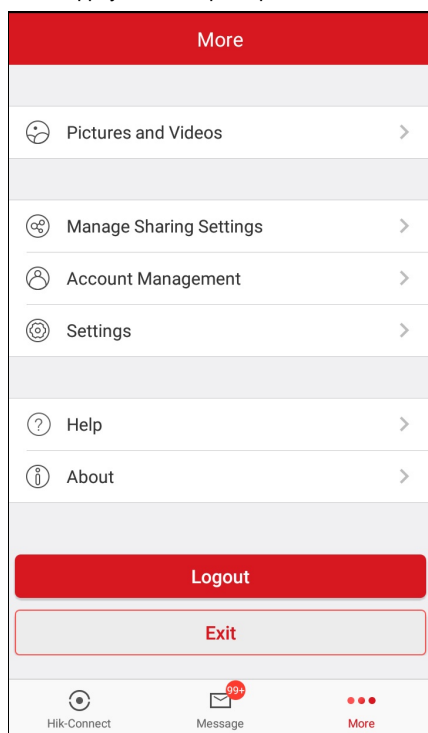 More
Pictures and Videos
Manage Sharing Settings
Account Management
Settings
Help
About
Logout
Exit
99+
Hik-Connect
Message
More